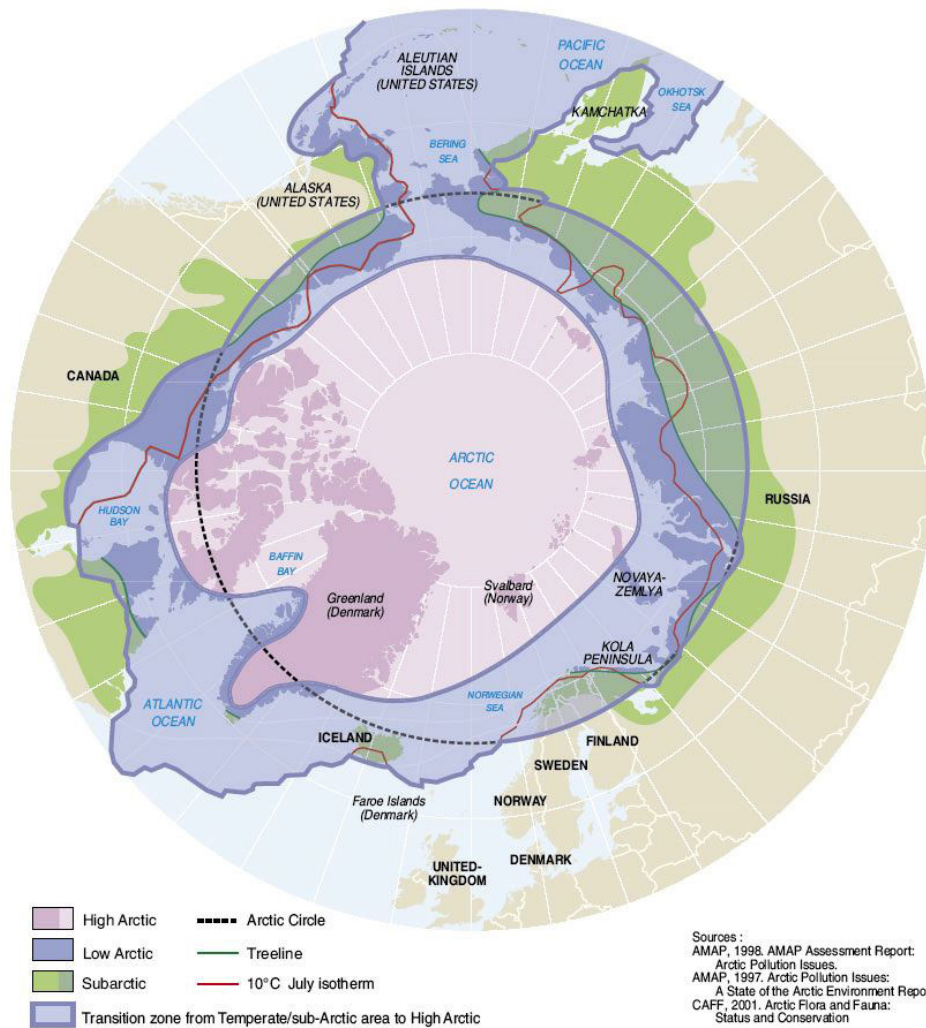 PACIFIC
OCEAN
ALEUTIAN
ISLANDS
(UNITED STATES)
OKHOTSK
SEA
KAMCHATKA
BERING
SEA
ALASKA
(UNITED STATES)
CANADA
ARCTIC
OCEAN
RUSSIA
HUDSON
BAY
BAFFIN
BAY
Greenland
(Denmark)
Svalbard
(Norway)
NOVAYA-
ZEMLYA
KOLA
PENINSULA
NORWEGIAN
SEA
ATLANTIC
OCEAN
ICELAND
FINLAND
SWEDEN
NORWAY
Faroe Islands
(Denmark)
DENMARK
UNITED-
KINGDOM
High Arctic
Low Arctic
Subarctic
Arctic Circle
Treeline
10°C July isotherm
Transition zone from Temperate/sub-Arctic area to High Arctic
Sources :
AMAP, 1998. AMAP Assessment Report:
Arctic Pollution Issues.
AMAP, 1997. Arctic Pollution Issues:
A State of the Arctic Environment Repo
CAFF, 2001. Arctic Flora and Fauna:
Status and Conservation